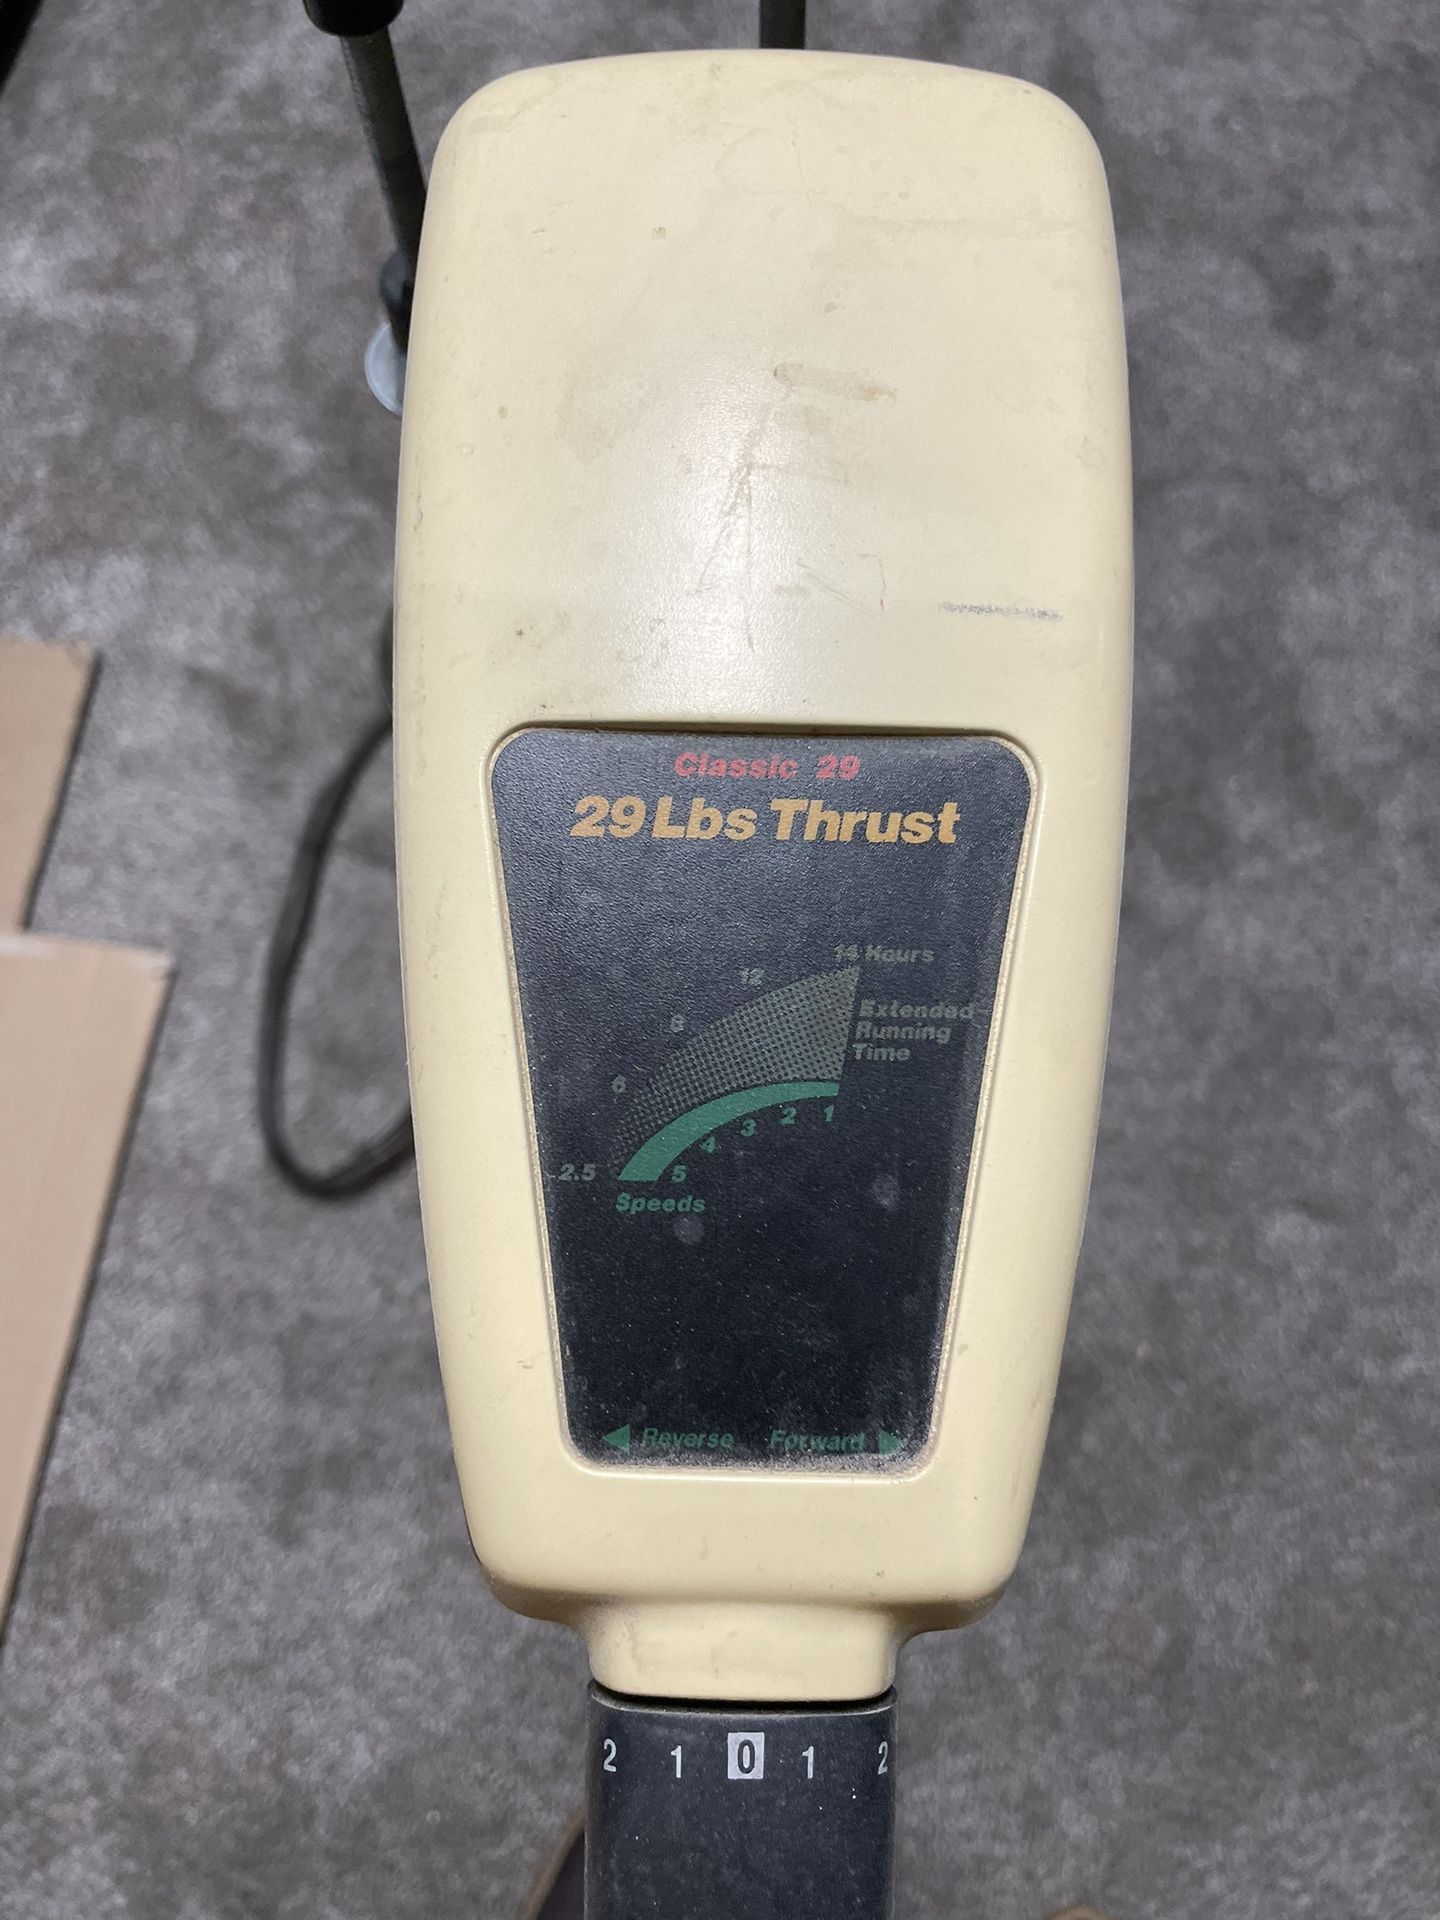 Classic 29
29 Lbs Thrust
14 Hours
12
8
Extended
Running
Time
6
1
2
3
4
2.5
5
Speeds
◀ Reverse Forward ▶
2 1 0 1 2